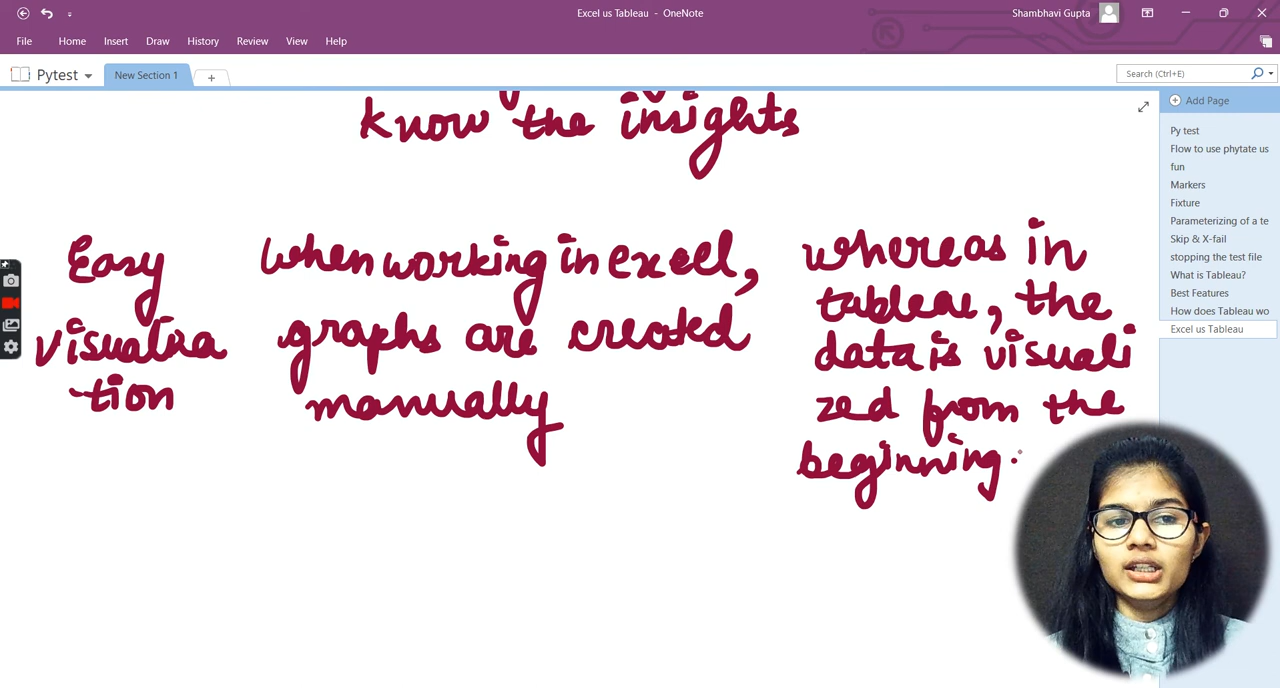 Excel us Tableau - OneNote
Shambhavi Gupta
File Home Insert Draw History Review View Help
Pytest New Section 1 +
Search (Ctrl+E)
Add Page
Py test
Flow to use phytate us
fun
Markers
Fixture
Parameterizing of a te
Skip & X-fail
stopping the test file
What is Tableau?
Best Features
How does Tableau wo
Excel us Tableau
know the insights
Easy
visualiza
-tion
when working in excell,
graphs are created
manually
whereas in
tableau, the
data is visuali
zed from the
beginning.